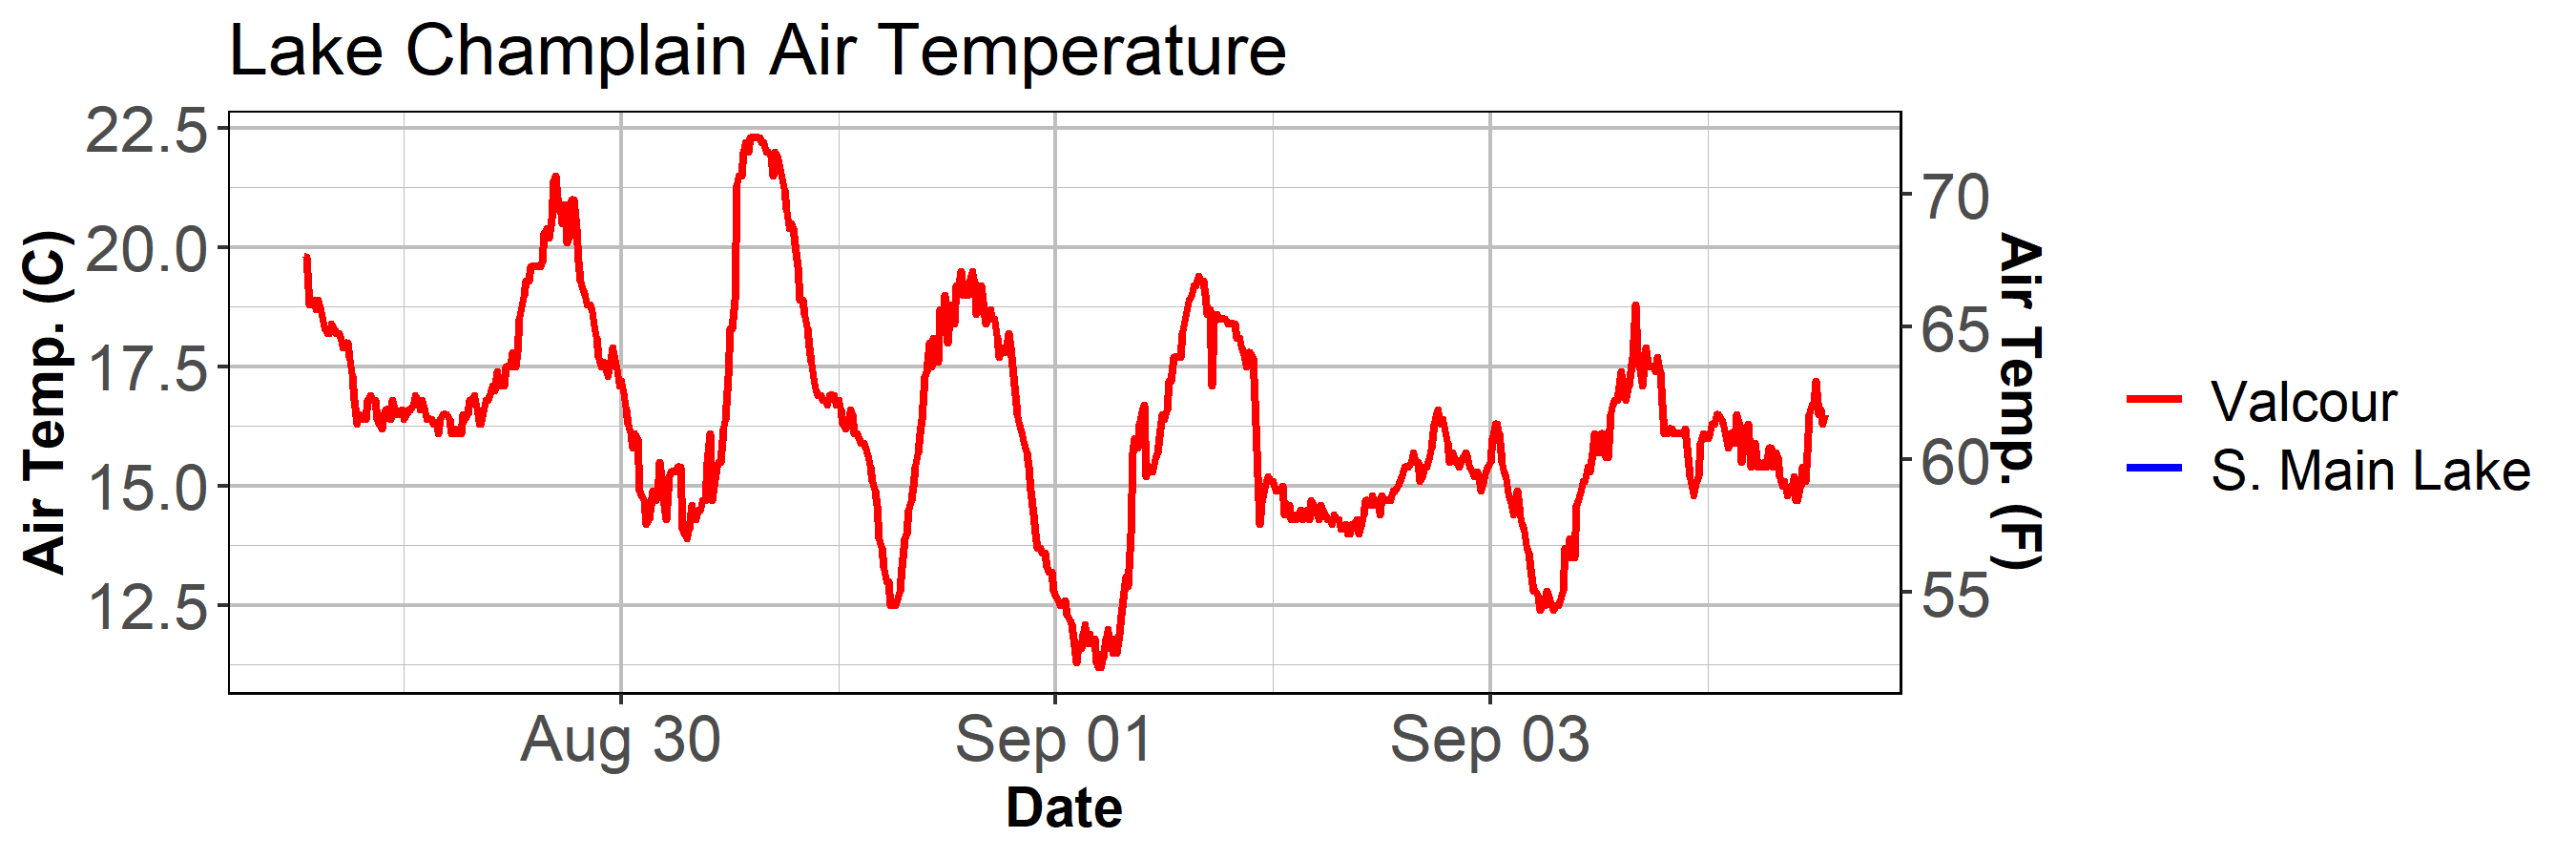 Lake Champlain Air Temperature
22.5
20.0
17.5
15.0
12.5
Air Temp. (C)
70
65
60
55
Air Temp. (F)
Aug 30
Sep 01
Sep 03
Date
Valcour
S. Main Lake